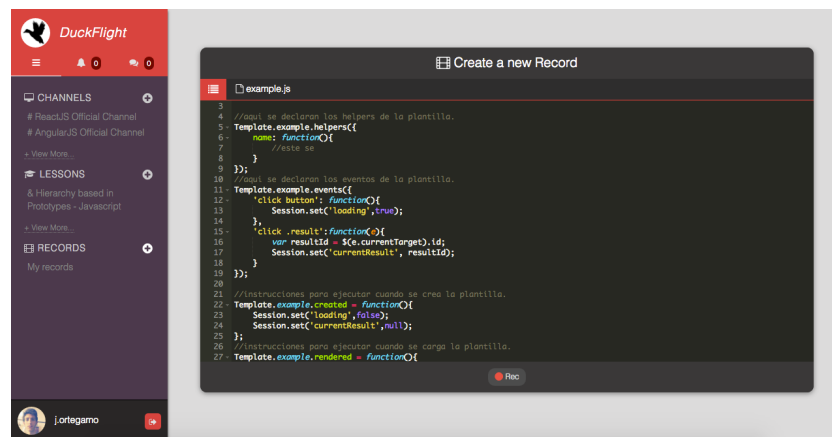 DuckFlight
0
0
CHANNELS
# ReactJS Official Channel
# AngularJS Official Channel
+ View More...
LESSONS
& Hierarchy based in
Prototypes - Javascript
+ View More...
RECORDS
My records
j.ortegamo
Create a new Record
example.js
3
4 //aqui se declaran los helpers de la plantilla.
5 Template.example.helpers({
6 name: function(){
7 //este se
8 }
9 });
10 //aqui se declaran los eventos de la plantilla.
11 Template.example.events({
12 'click button': function(){
13 Session.set('loading',true);
14 },
15 'click .result':function(e){
16 var resultId = $(e.currentTarget).id;
17 Session.set('currentResult', resultId);
18 }
19 });
20
21 //instrucciones para ejecutar cuando se crea la plantilla.
22 Template.example.created = function(){
23 Session.set('loading',false);
24 Session.set('currentResult',null);
25 };
26 //instrucciones para ejecutar cuando se carga la plantilla.
27 Template.example.rendered = function(){
Rec